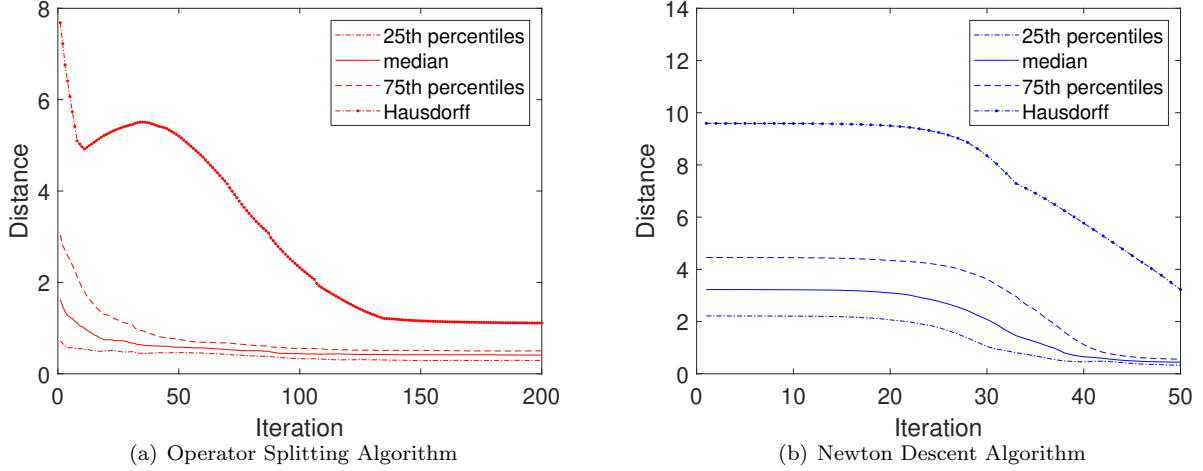 8
6
4
2
0
0 50 100 150 200
Distance
Iteration
25th percentiles
median
75th percentiles
Hausdorff
(a) Operator Splitting Algorithm
14
12
10
8
6
4
2
0
0 10 20 30 40 50
Distance
Iteration
25th percentiles
median
75th percentiles
Hausdorff
(b) Newton Descent Algorithm